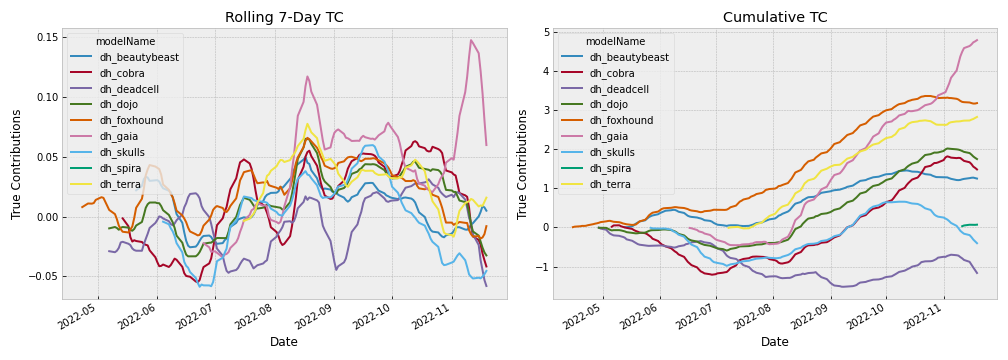 Rolling 7-Day TC
0.15
0.10
0.05
0.00
−0.05
True Contributions
modelName
dh_beautybeast
dh_cobra
dh_deadcell
dh_dojo
dh_foxhound
dh_gaia
dh_skulls
dh_spira
dh_terra
2022-05
2022-06
2022-07
2022-08
2022-09
2022-10
2022-11
Date
Cumulative TC
5
4
3
2
1
0
−1
True Contributions
modelName
dh_beautybeast
dh_cobra
dh_deadcell
dh_dojo
dh_foxhound
dh_gaia
dh_skulls
dh_spira
dh_terra
2022-05
2022-06
2022-07
2022-08
2022-09
2022-10
2022-11
Date